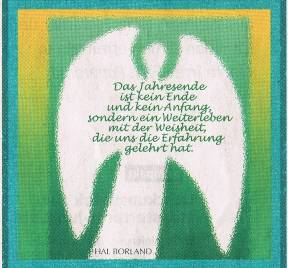 Das Jahresende
ist kein Ende
und kein Anfang,
sondern ein Weiterleben
mit der Weisheit,
die uns die Erfahrung
gelehrt hat.
HAL BORLAND